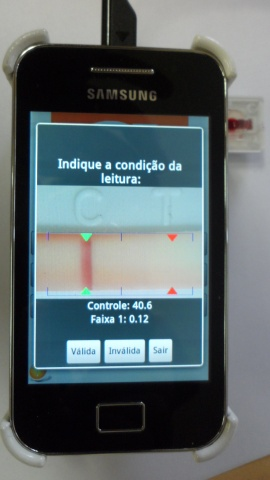 SAMSUNG
Indique a condição da
leitura:
C T
Controle: 40.6
Faixa 1: 0.12
Válida Inválida Sair